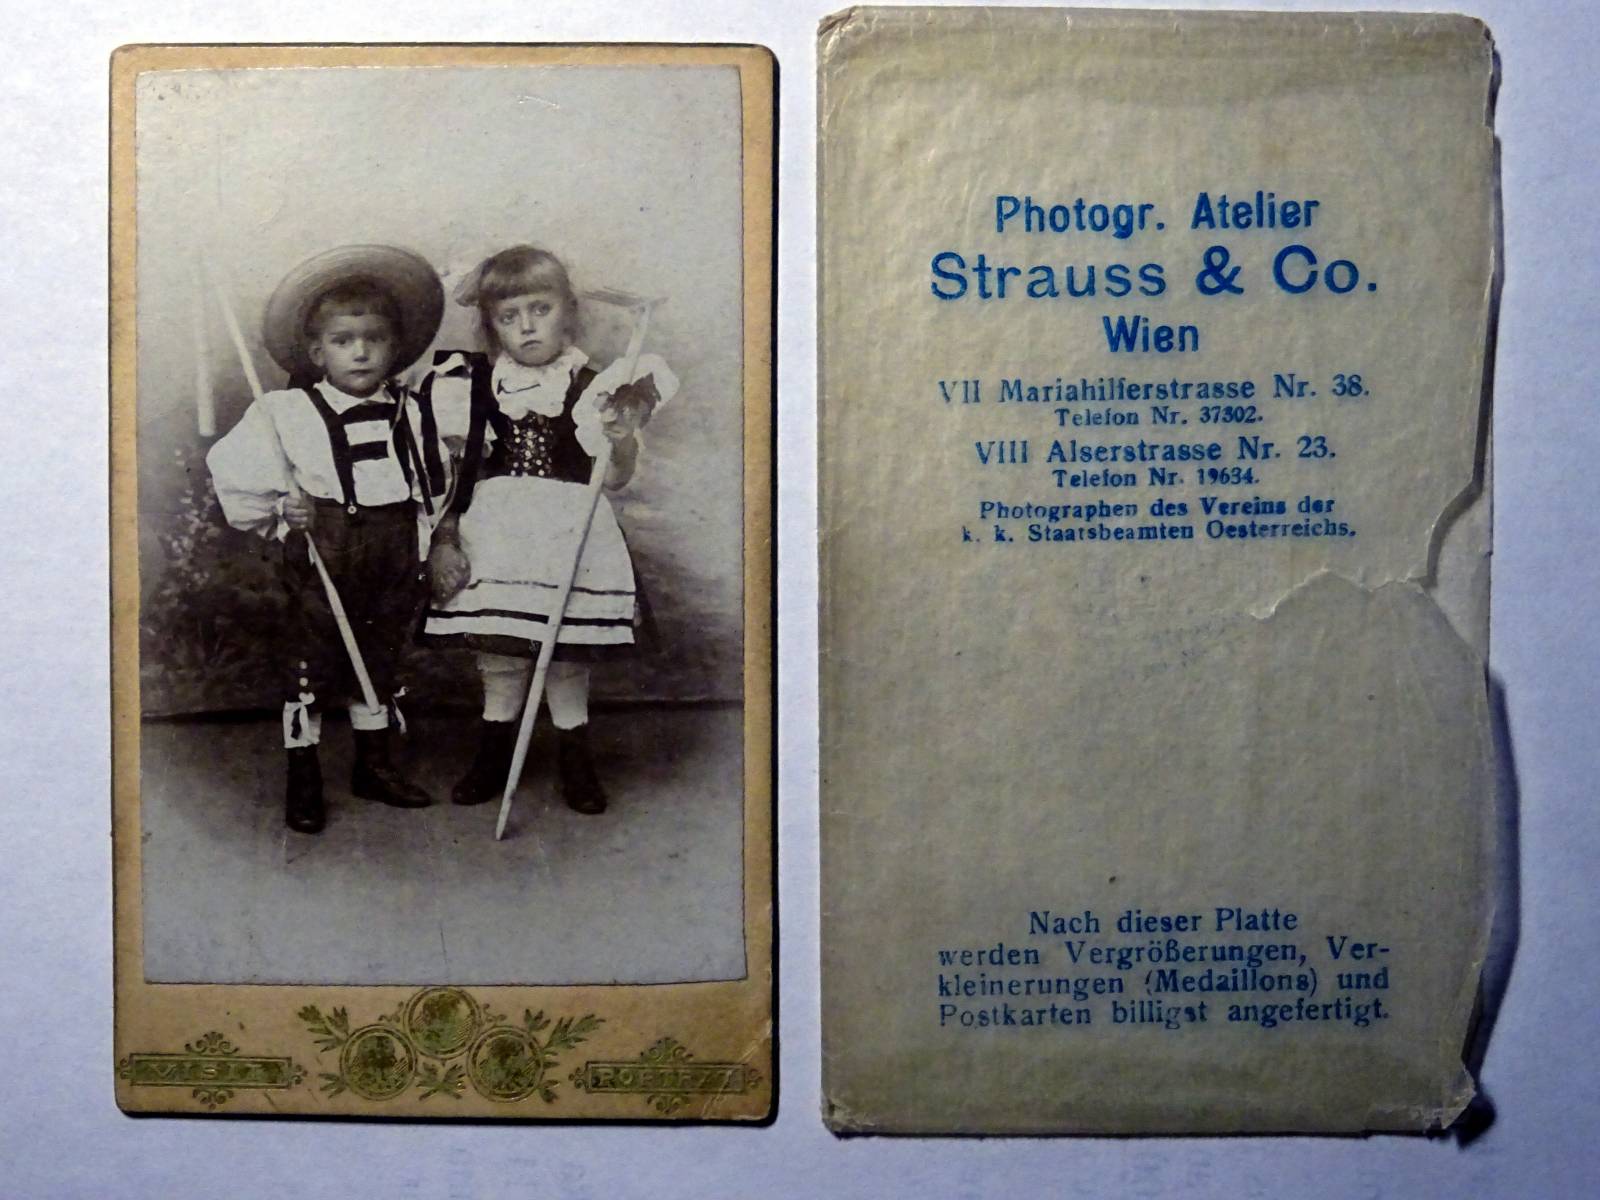 VISIT
PORTRAIT
Photogr. Atelier
Strauss & Co.
Wien
VII Mariahilferstrasse Nr. 38.
Telefon Nr. 37302.
VIII Alserstrasse Nr. 23.
Telefon Nr. 19634.
Photographen des Vereins der
k. k. Staatsbeamten Oesterreichs.
Nach dieser Platte
werden Vergrößerungen, Ver-
kleinerungen (Medaillons) und
Postkarten billigst angefertigt.